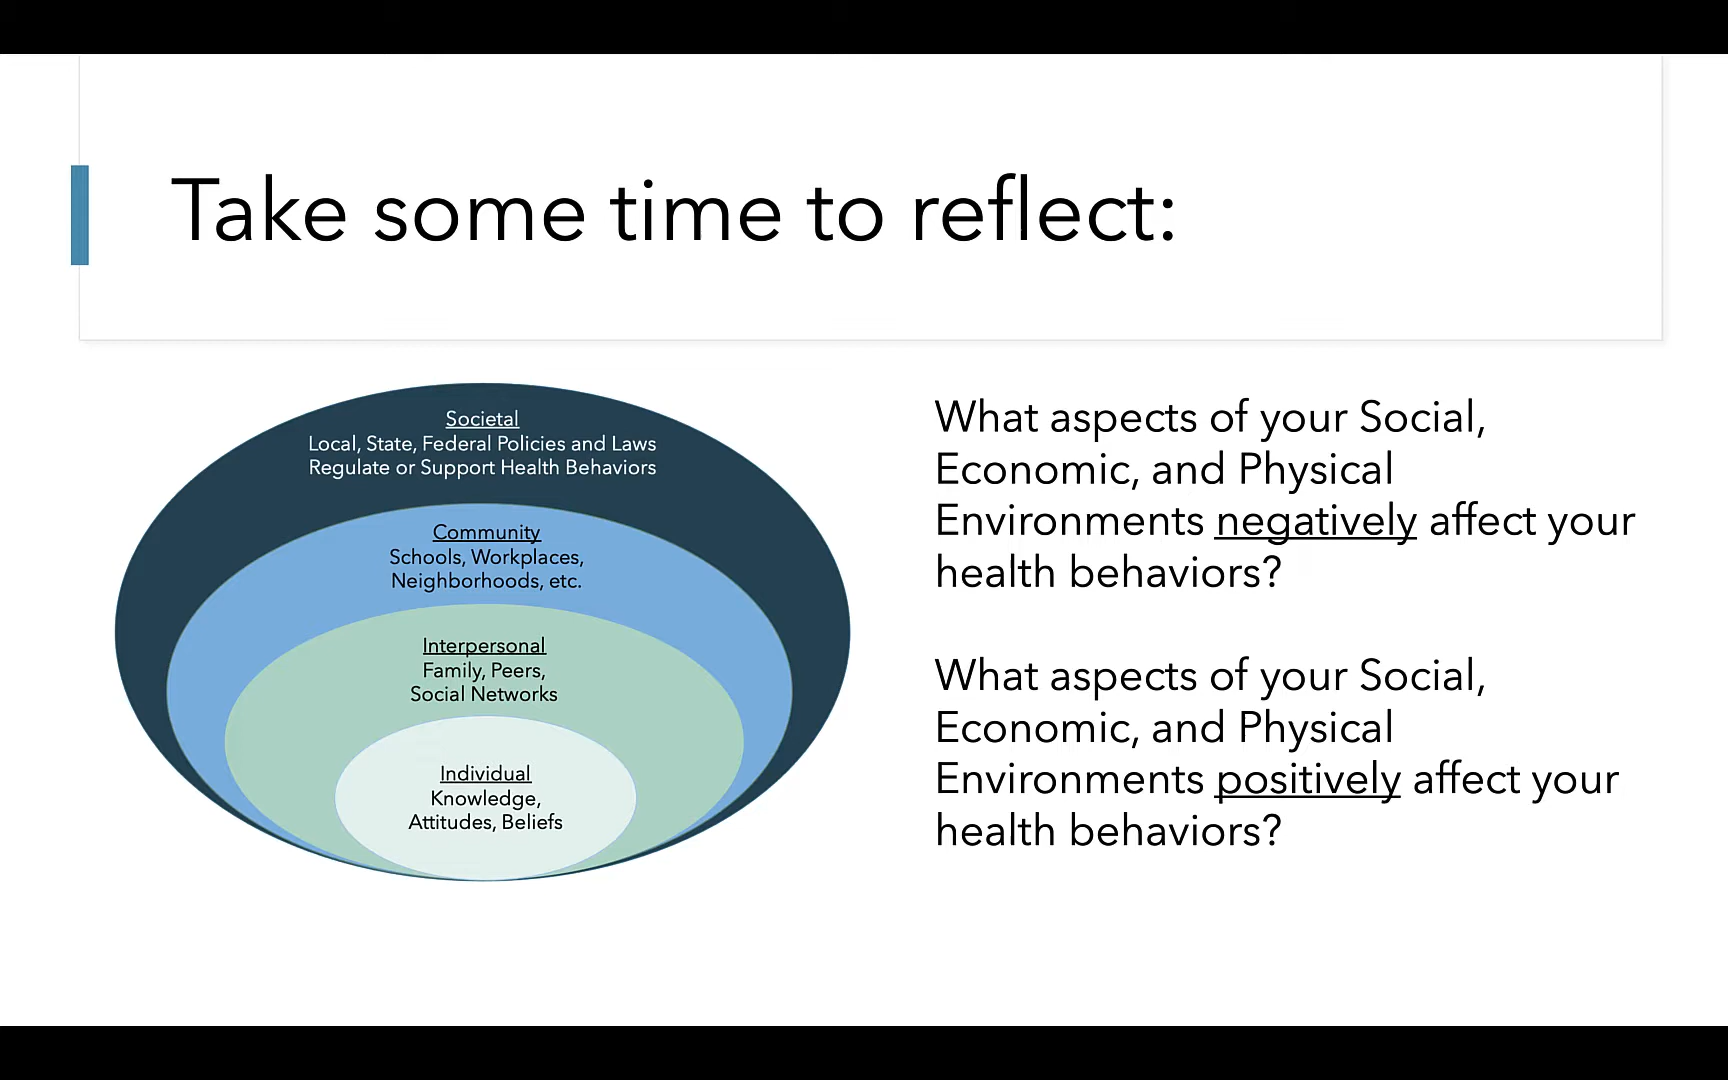 Take some time to reflect:
Societal
Local, State, Federal Policies and Laws
Regulate or Support Health Behaviors
Community
Schools, Workplaces,
Neighborhoods, etc.
Interpersonal
Family, Peers,
Social Networks
Individual
Knowledge,
Attitudes, Beliefs
What aspects of your Social,
Economic, and Physical
Environments negatively affect your
health behaviors?
What aspects of your Social,
Economic, and Physical
Environments positively affect your
health behaviors?